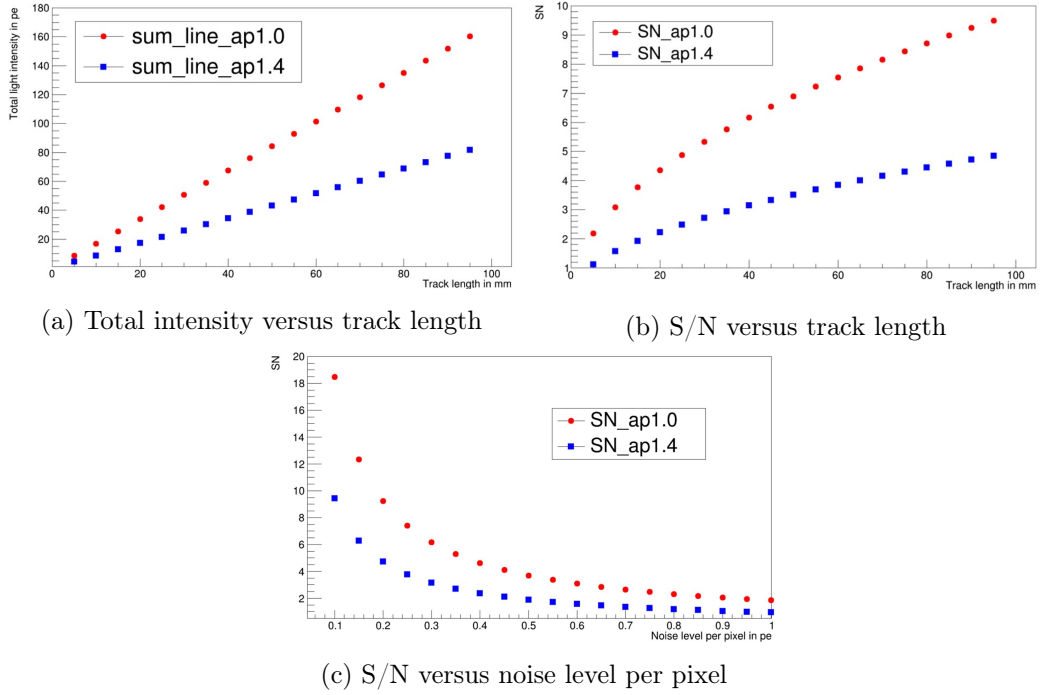 Total light intensity in pe
180
160
140
120
100
80
60
40
20
0 20 40 60 80 100
Track length in mm
sum_line_ap1.0
sum_line_ap1.4
(a) Total intensity versus track length
SN
10
9
8
7
6
5
4
3
2
1
0 20 40 60 80 100
Track length in mm
SN_ap1.0
SN_ap1.4
(b) S/N versus track length
SN
20
18
16
14
12
10
8
6
4
2
0.1 0.2 0.3 0.4 0.5 0.6 0.7 0.8 0.9 1
Noise level per pixel in pe
SN_ap1.0
SN_ap1.4
(c) S/N versus noise level per pixel